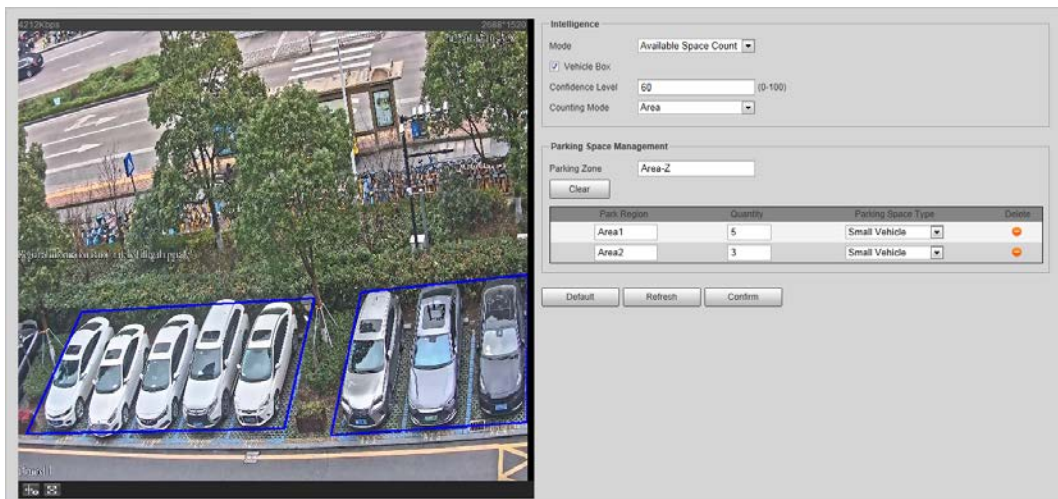 4212Kbps
2688*1520
Intelligence
Mode
Available Space Count
Vehicle Box
Confidence Level
60
(0-100)
Counting Mode
Area
Parking Space Management
Parking Zone
Area-Z
Clear
Park Region Quantity Parking Space Type Delete
Area1 5 Small Vehicle
Area2 3 Small Vehicle
Default Refresh Confirm